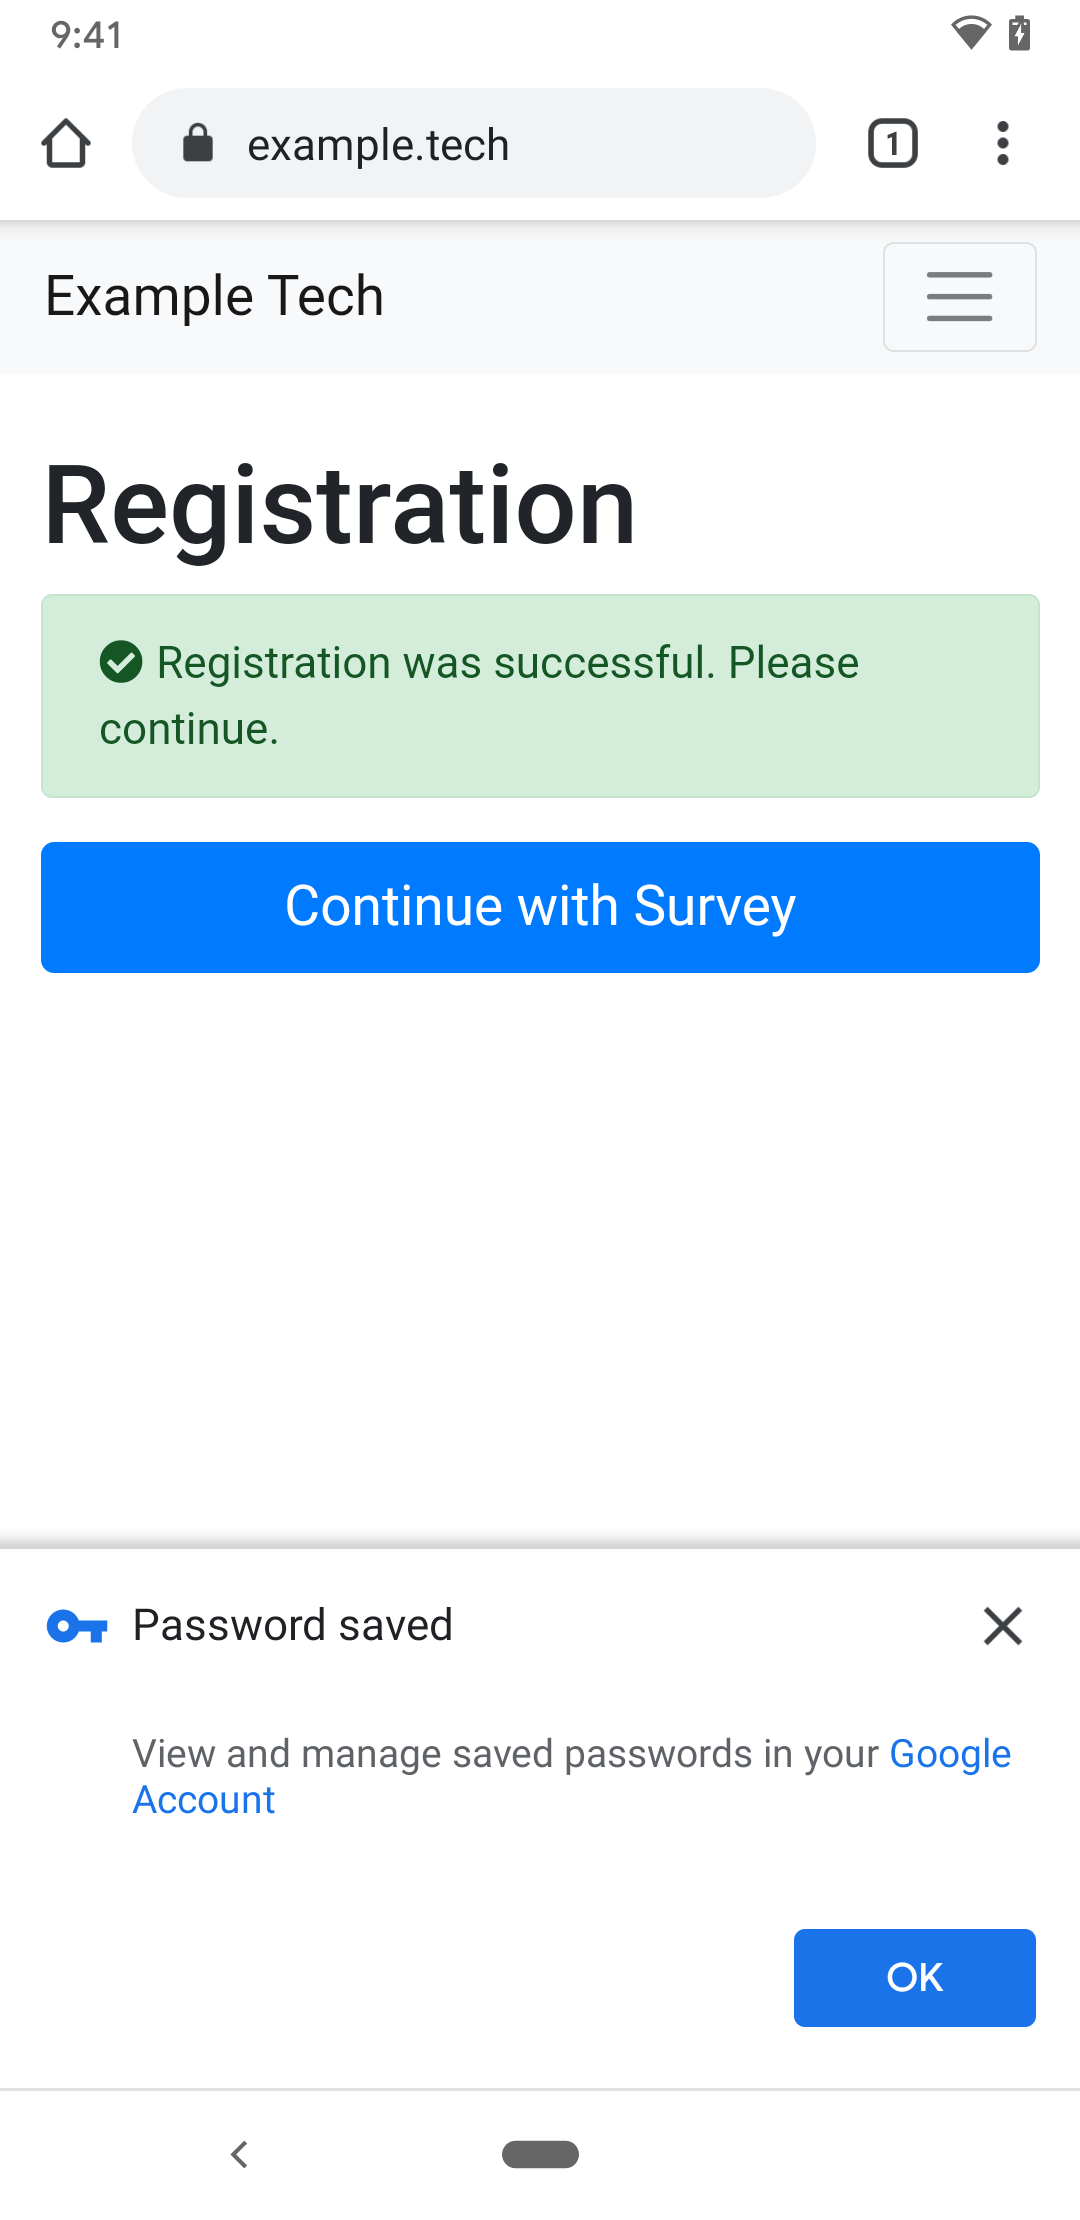 9:41
example.tech
1
Example Tech
Registration
Registration was successful. Please
continue.
Continue with Survey
Password saved
View and manage saved passwords in your Google
Account
OK